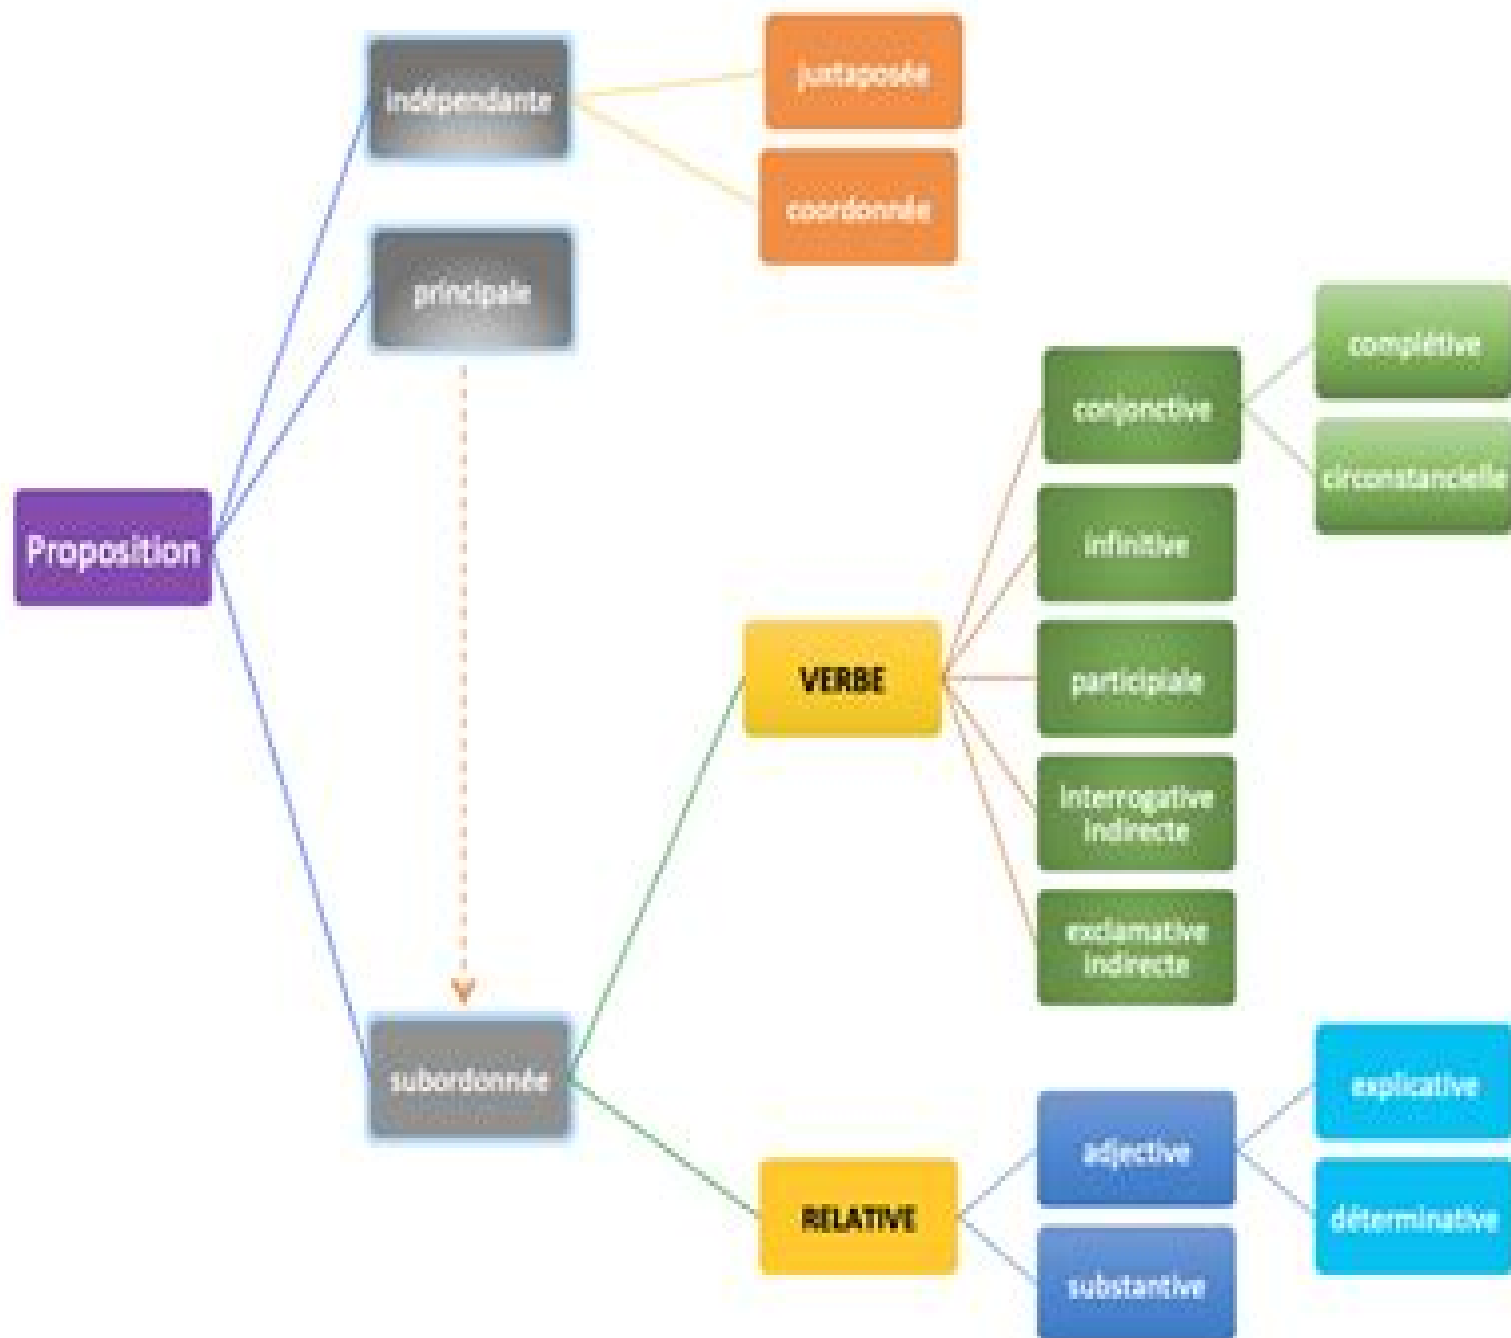 indépendante
juxtaposée
coordonnée
principale
Proposition
complétive
conjonctive
circonstancielle
infinitive
VERBE
participiale
interrogative
indirecte
exclamative
indirecte
subordonnée
explicative
adjective
déterminative
RELATIVE
substantive